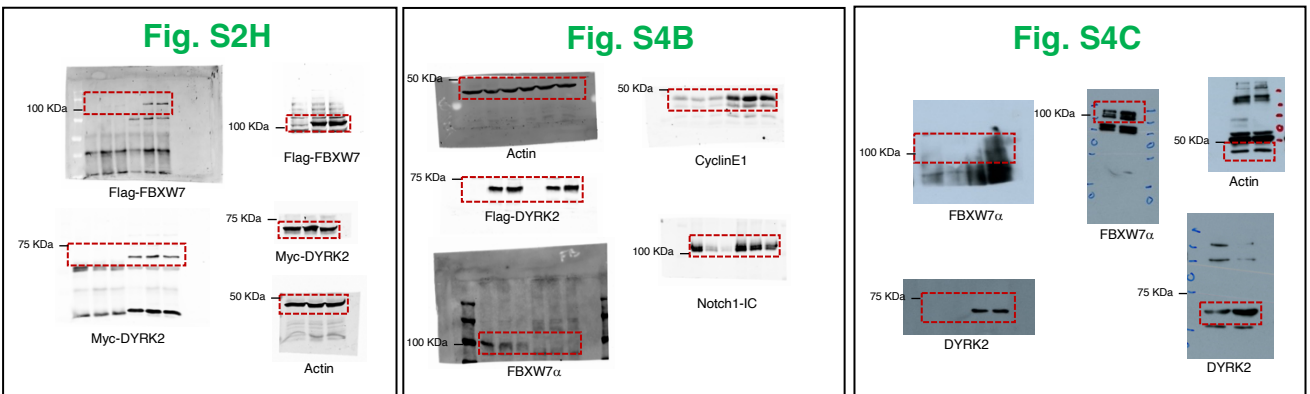 Fig. S2H
100 KDa
Flag-FBXW7
100 KDa
Flag-FBXW7
75 KDa
Myc-DYRK2
75 KDa
Myc-DYRK2
50 KDa
Actin
Fig. S4B
50 KDa
Actin
50 KDa
CyclinE1
75 KDa
Flag-DYRK2
100 KDa
Notch1-IC
FB
100 KDa
FBXW7α
Fig. S4C
100 KDa
FBXW7α
100 KDa
FBXW7α
50 KDa
Actin
75 KDa
DYRK2
75 KDa
DYRK2